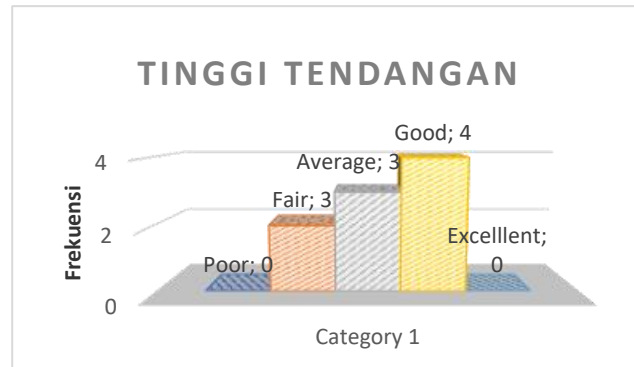 TINGGI TENDANGAN
Good; 4
4
Average; 3
Fair; 3
Frekuensi
2
Excelllent;
0
Poor; 0
0
Category 1